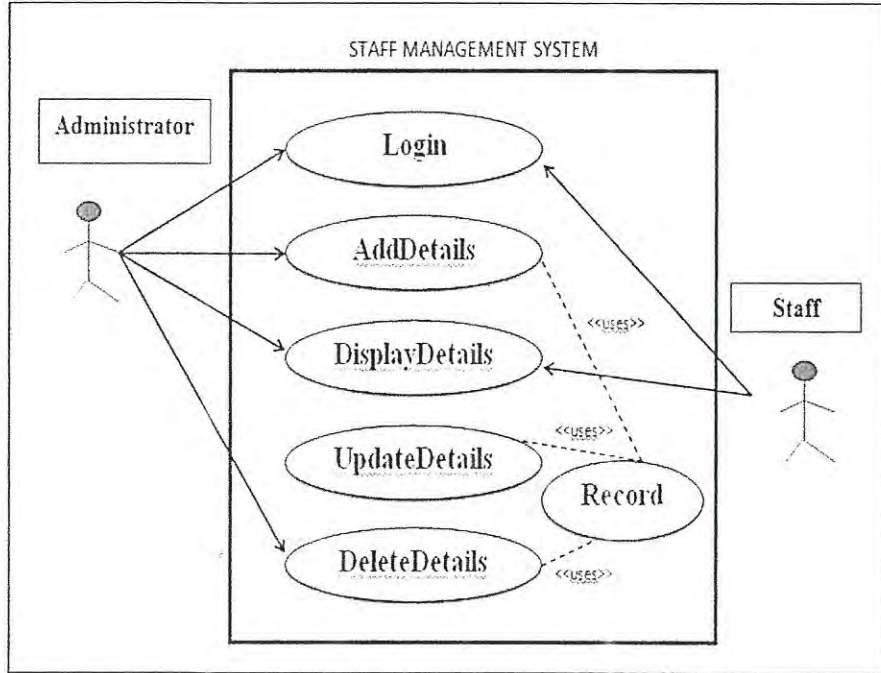 STAFF MANAGEMENT SYSTEM
Administrator
Login
AddDetails
<<uses>>
Staff
DisplayDetails
<<uses>>
UpdateDetails
Record
DeleteDetails
<<uses>>